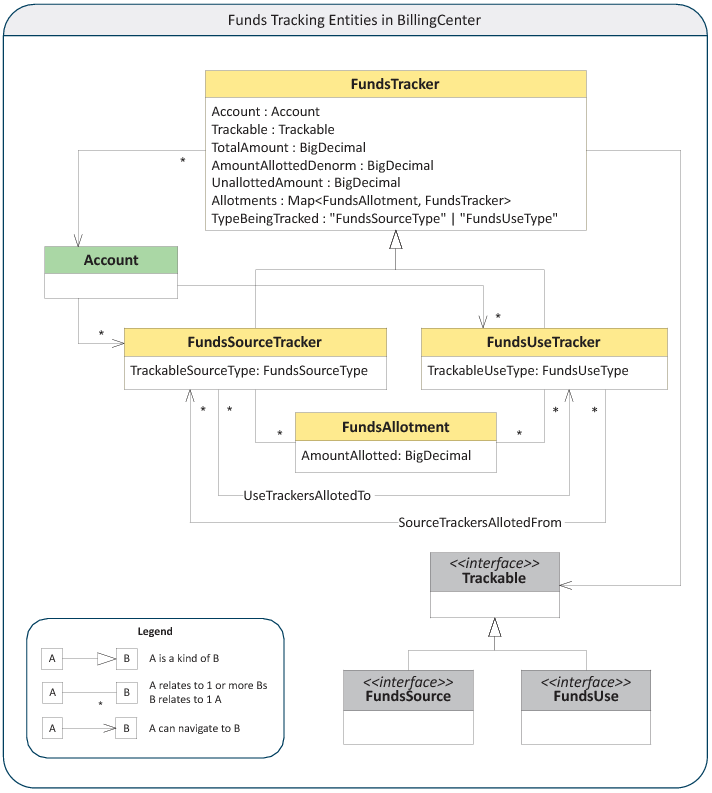 Funds Tracking Entities in BillingCenter
FundsTracker
Account : Account
Trackable : Trackable
TotalAmount : BigDecimal
AmountAllottedDenorm : BigDecimal
UnallottedAmount : BigDecimal
Allotments : Map<FundsAllotment, FundsTracker>
TypeBeingTracked : "FundsSourceType" | "FundsUseType"
*
Account
*
*
FundsSourceTracker
TrackableSourceType: FundsSourceType
FundsUseTracker
TrackableUseType: FundsUseType
* * * *
FundsAllotment
* *
AmountAllotted: BigDecimal
UseTrackersAllotedTo
SourceTrackersAllotedFrom
<<interface>>
Trackable
<<interface>>
FundsSource
<<interface>>
FundsUse
Legend
A B A is a kind of B
A B A relates to 1 or more Bs
* B relates to 1 A
A B A can navigate to B